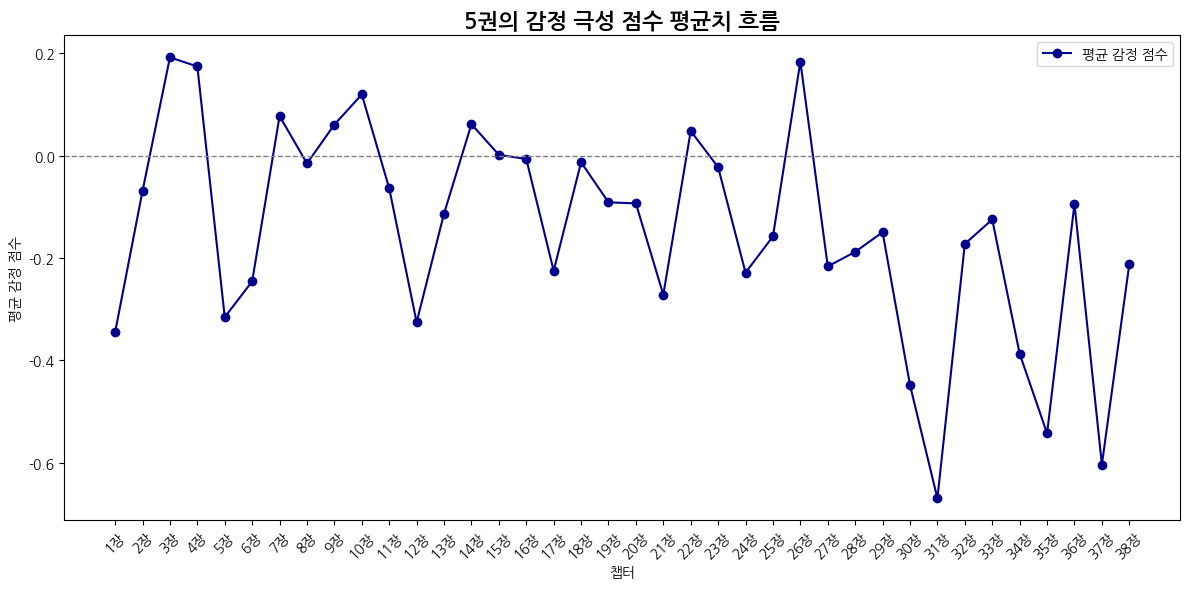 5권의 감정 극성 점수 평균치 흐름
평균 감정 점수
평균 감정 점수
0.2
0.0
-0.2
-0.4
-0.6
1장 2장 3장 4장 5장 6장 7장 8장 9장 10장 11장 12장 13장 14장 15장 16장 17장 18장 19장 20장 21장 22장 23장 24장 25장 26장 27장 28장 29장 30장 31장 32장 33장 34장 35장 36장 37장 38장
챕터